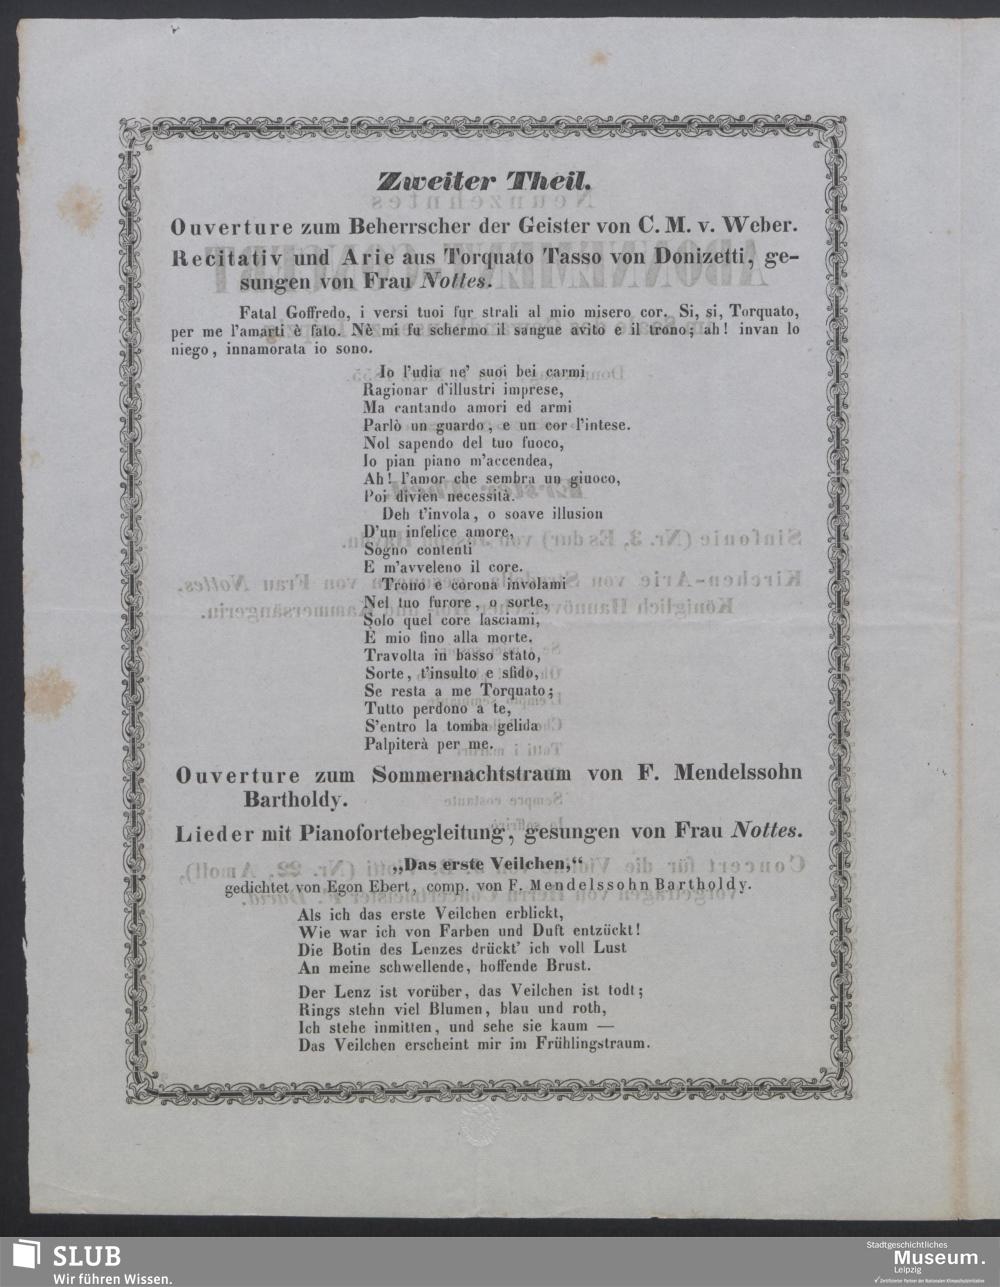 Zweiter Theil.
Ouverture zum Beherrscher der Geister von C. M. v. Weber.
Recitativ und Arie aus Torquato Tasso von Donizetti, ge-
sungen von Frau Nottes.
Fatal Goffredo, i versi tuoi fur strali al mio misero cor. Si, si, Torquato,
per me l'amarti è fato. Nè mi fu schermo il sangue avito e il trono; ah! invan lo
niego, innamorata io sono.
Io l'udia ne' suoi bei carmi
Ragionar d'illustri imprese,
Ma cantando amori ed armi
Parlò un guardo, e un cor l'intese.
Nol sapendo del tuo fuoco,
Io pian piano m'accendea,
Ah! l'amor che sembra un giuoco,
Poi divien necessità.
Deh t'invola, o soave illusion
D'un infelice amore,
Sogno contenti
E m'avveleno il core.
Trono e corona involami
Nel tuo furore, o sorte,
Solo quel core lasciami,
E mio fino alla morte.
Travolta in basso stato,
Sorte, t'insulto e sfido,
Se resta a me Torquato;
Tutto perdono a te,
S'entro la tomba gelida
Palpiterà per me.
Ouverture zum Sommernachtstraum von F. Mendelssohn
Bartholdy.
Lieder mit Pianofortebegleitung, gesungen von Frau Nottes.
„Das erste Veilchen,“
gedichtet von Egon Ebert, comp. von F. Mendelssohn Bartholdy.
Als ich das erste Veilchen erblickt,
Wie war ich von Farben und Duft entzückt!
Die Botin des Lenzes drückt' ich voll Lust
An meine schwellende, hoffende Brust.
Der Lenz ist vorüber, das Veilchen ist todt;
Rings stehn viel Blumen, blau und roth,
Ich stehe inmitten, und sehe sie kaum —
Das Veilchen erscheint mir im Frühlingstraum.
SLUB
Wir führen Wissen.
Stadtgeschichtliches
Museum.
Leipzig
Zertifizierter Partner der Nationalen Klimaschutzinitiative